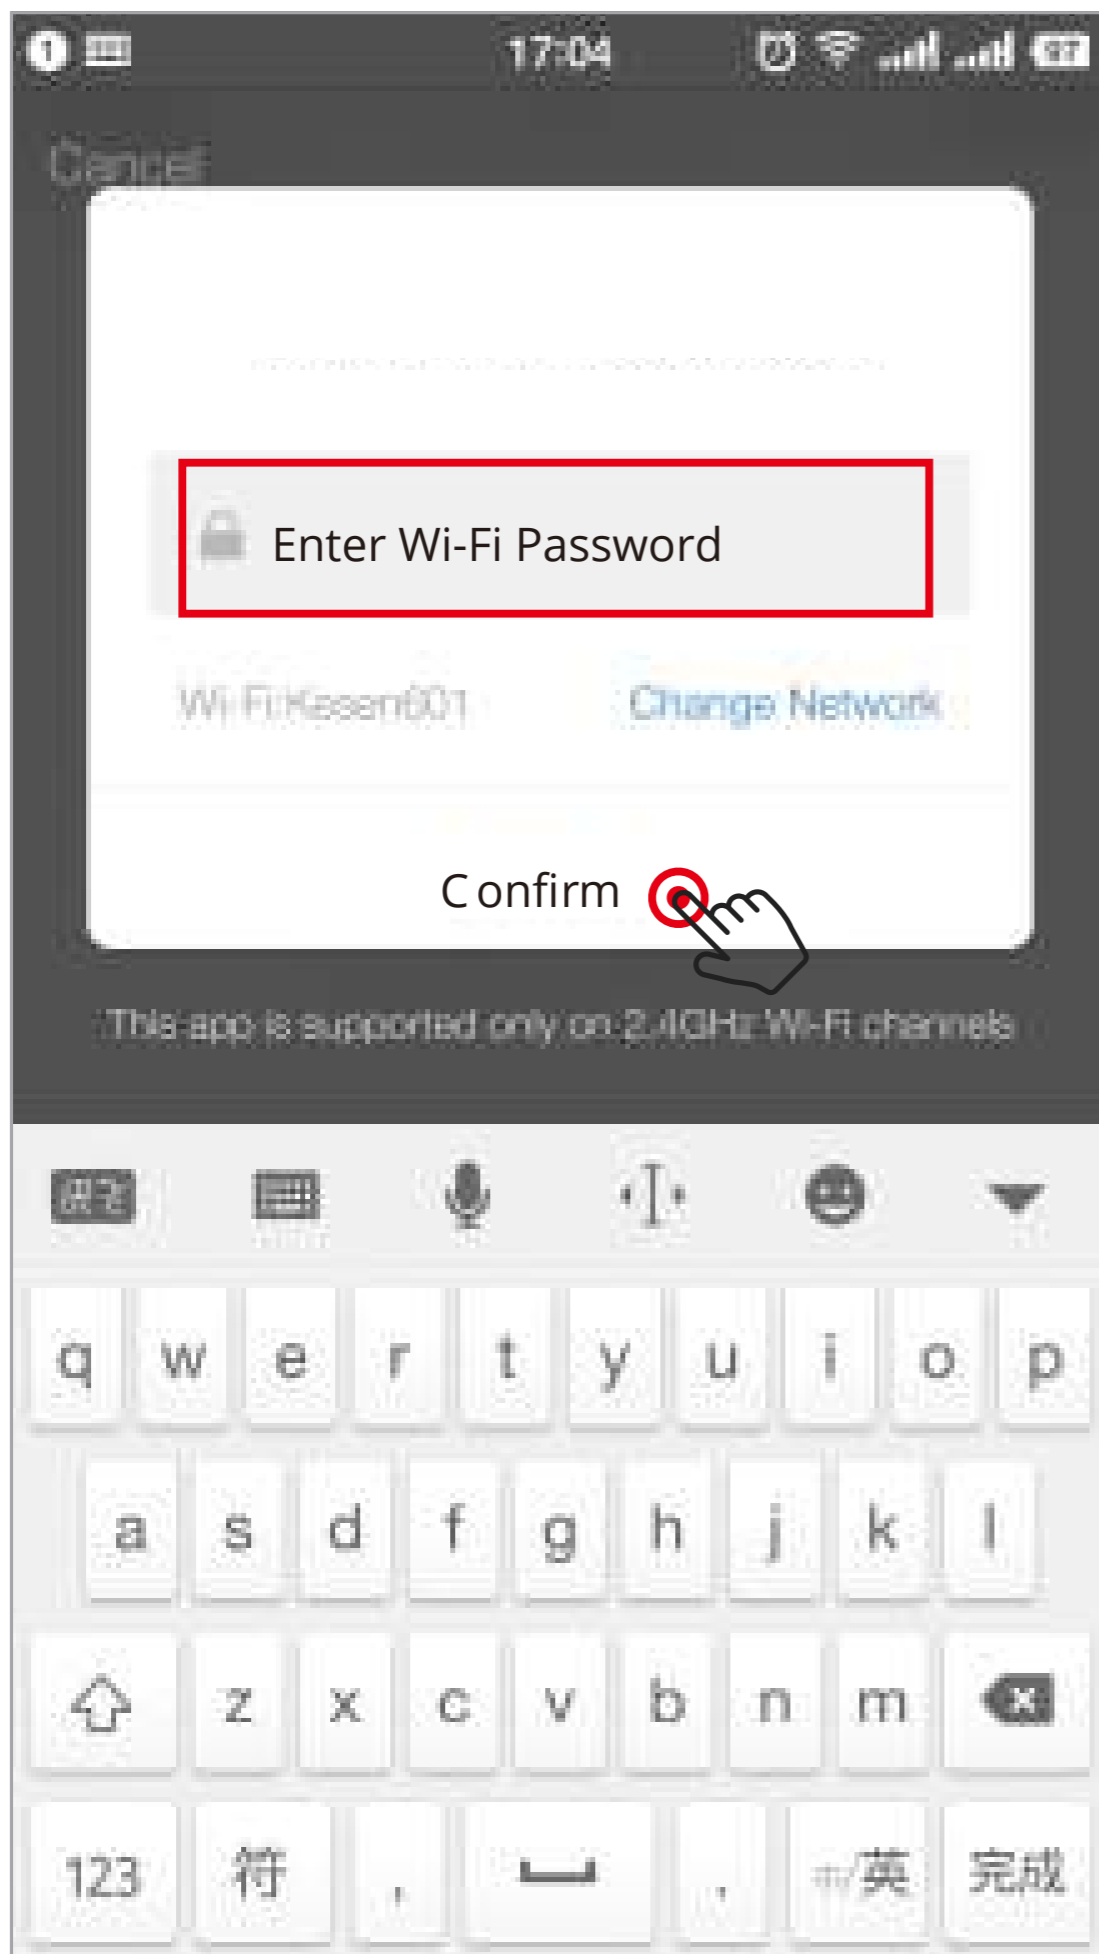 17:04
Cancel
Enter Wi-Fi Password
Change Network
C onfirm
This app is supported only on 2.4GHz Wi-Fi channels
q w e r t y u i o p
a s d f g h j k l
z x c v b n m
123 符 , . /英 完成